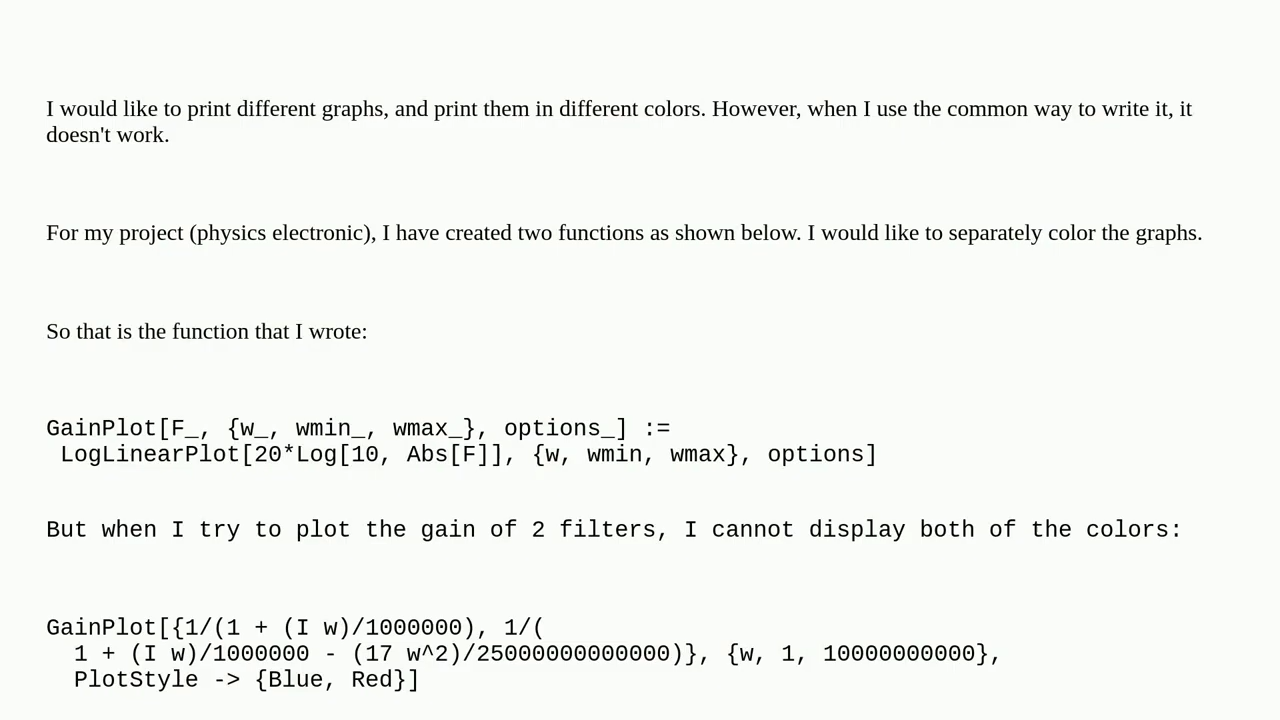 I would like to print different graphs, and print them in different colors. However, when I use the common way to write it, it
doesn't work.
For my project (physics electronic), I have created two functions as shown below. I would like to separately color the graphs.
So that is the function that I wrote:
GainPlot[F_, {w_, wmin_, wmax_}, options_] :=
 LogLinearPlot[20*Log[10, Abs[F]], {w, wmin, wmax}, options]
But when I try to plot the gain of 2 filters, I cannot display both of the colors:
GainPlot[{1/(1 + (I w)/1000000), 1/(
  1 + (I w)/1000000 - (17 w^2)/25000000000000)}, {w, 1, 10000000000},
  PlotStyle -> {Blue, Red}]